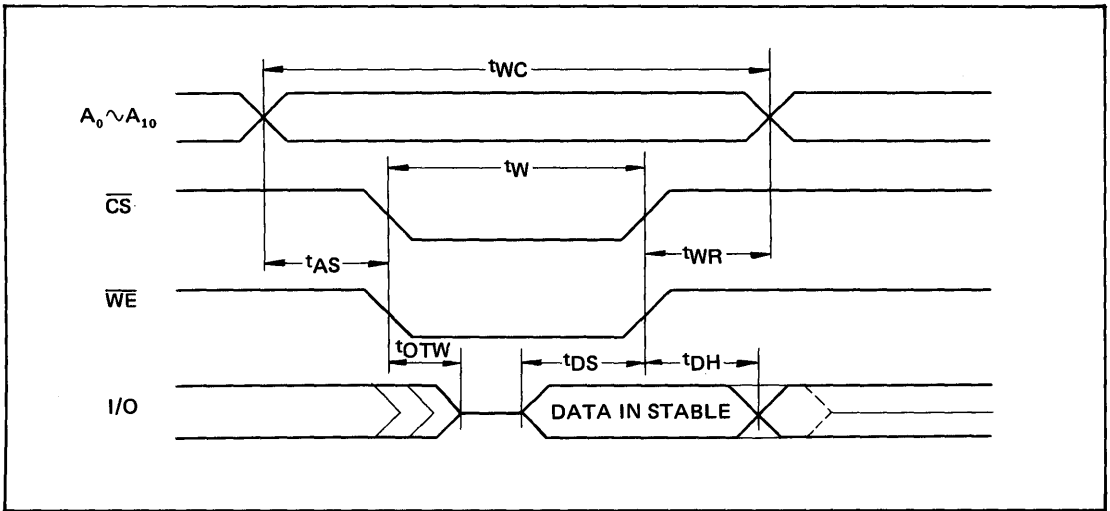 tWC
A₀∿A₁₀
tW
CS
tWR
tAS
WE
tOTW
tDS
tDH
I/O
DATA IN STABLE